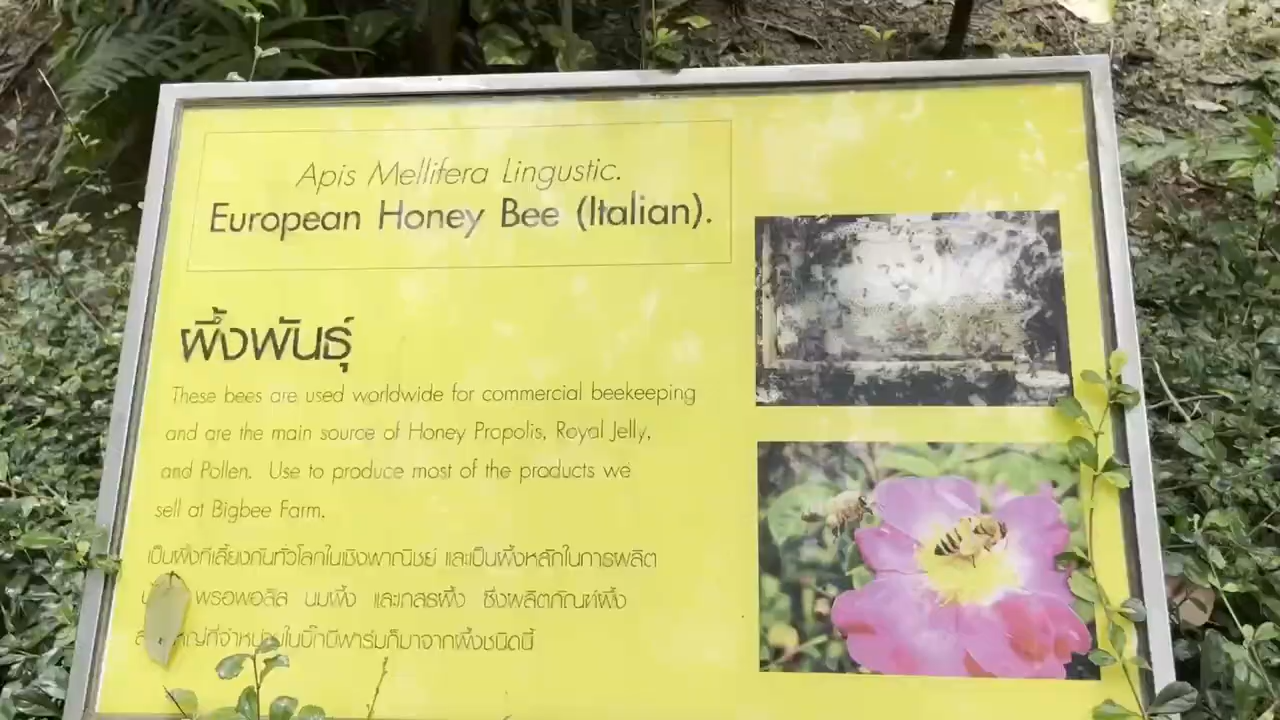 Apis Mellifera Lingustic.
European Honey Bee (Italian).
ผึ้งพันธุ์
These bees are used worldwide for commercial beekeeping
and are the main source of Honey Propolis, Royal Jelly,
and Pollen. Use to produce most of the products we
sell at Bigbee Farm.
เป็นผึ้งที่เลี้ยงกันทั่วโลกในเชิงพาณิชย์ และเป็นผึ้งหลักในการผลิต
พรอพอลิส นมผึ้ง และเกสรผึ้ง ซึ่งผลิตภัณฑ์ผึ้ง
ที่จำหน่ายในบิ๊กบีฟาร์มก็มาจากผึ้งชนิดนี้